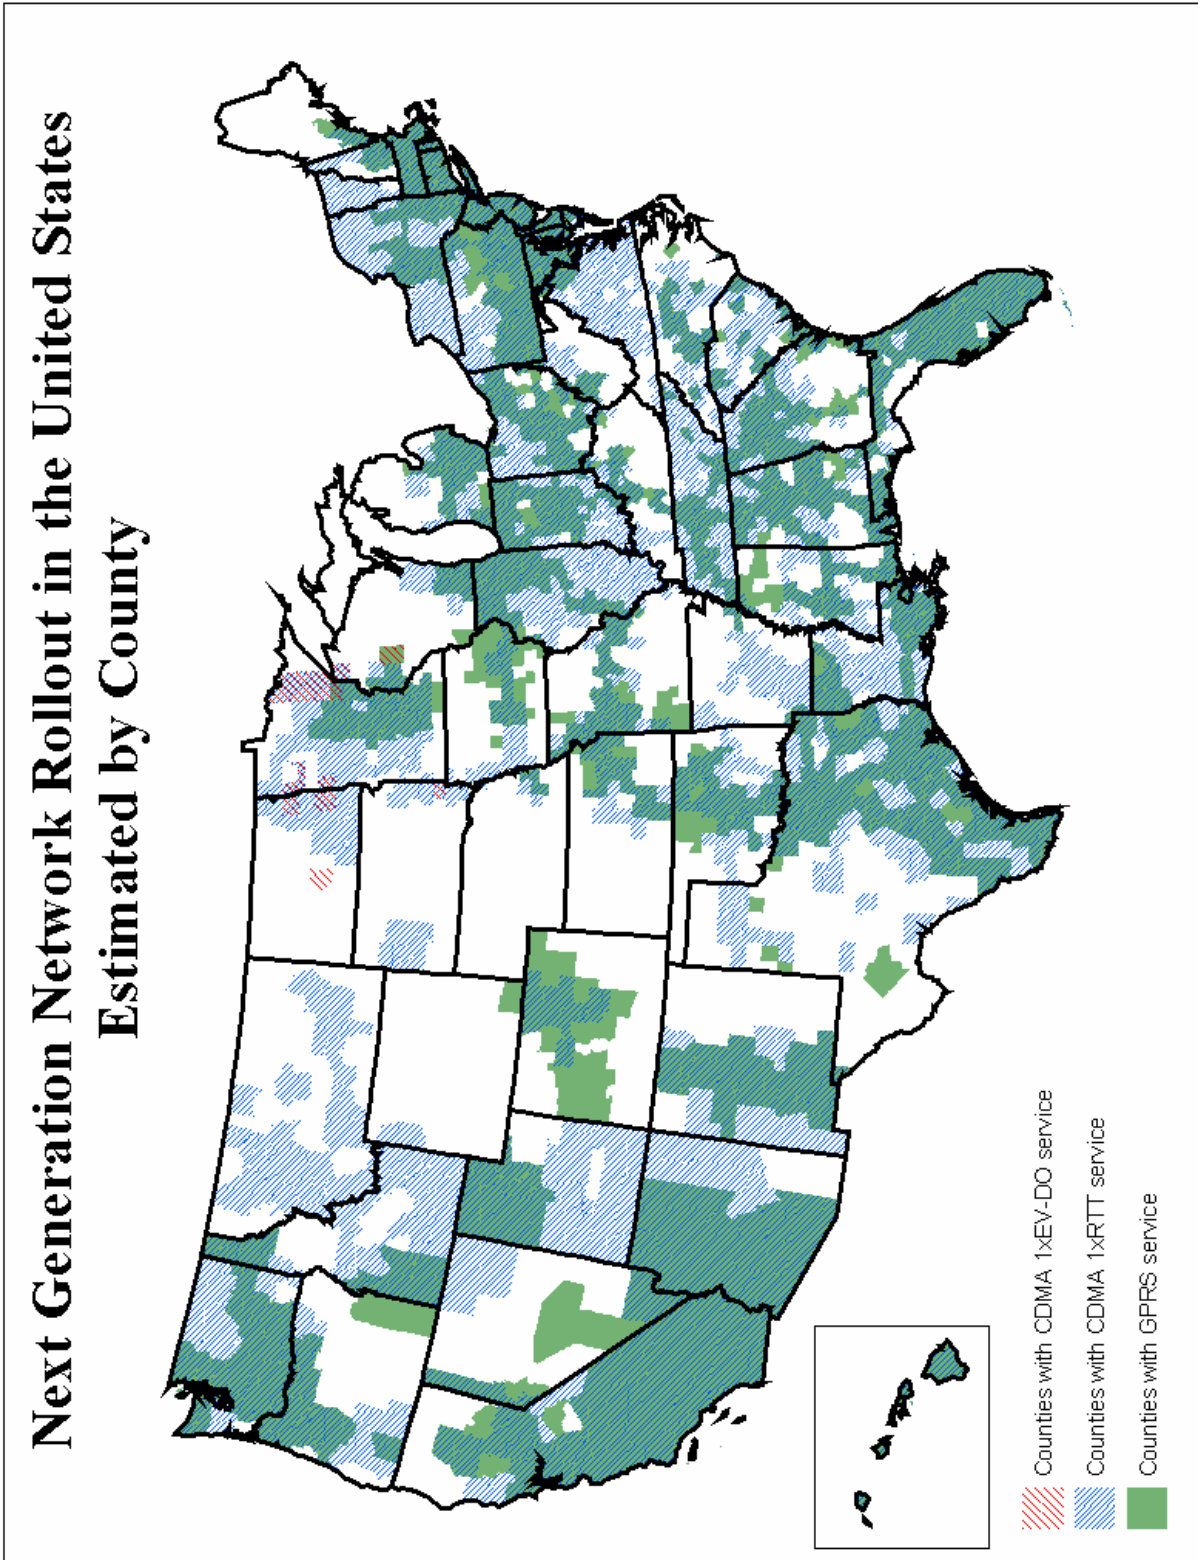 Next Generation Network Rollout in the United States
Estimated by County
Counties with CDMA 1xEV-DO service
Counties with CDMA 1xRTT service
Counties with GPRS service